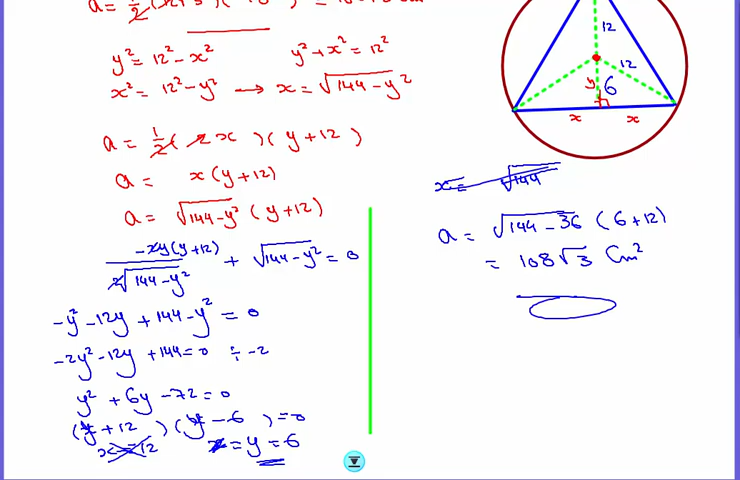 y² = 12² - x²
y² + x² = 12²
x² = 12² - y² → x = √144 - y²
a = 1/2 ( 2x ) ( y + 12 )
a = x (y + 12)
a = √144 - y² ( y + 12)
-2y(y + 12) / 2√144 - y² + √144 - y² = 0
-y² - 12y + 144 - y² = 0
-2y² - 12y + 144 = 0 ÷ -2
y² + 6y - 72 = 0
(y + 12 ) (y - 6 ) = 0
x = -12
= y = 6
12
12
y
6
x
x
x = √144
a = √144 - 36 ( 6 + 12)
= 108 √3 Cm²